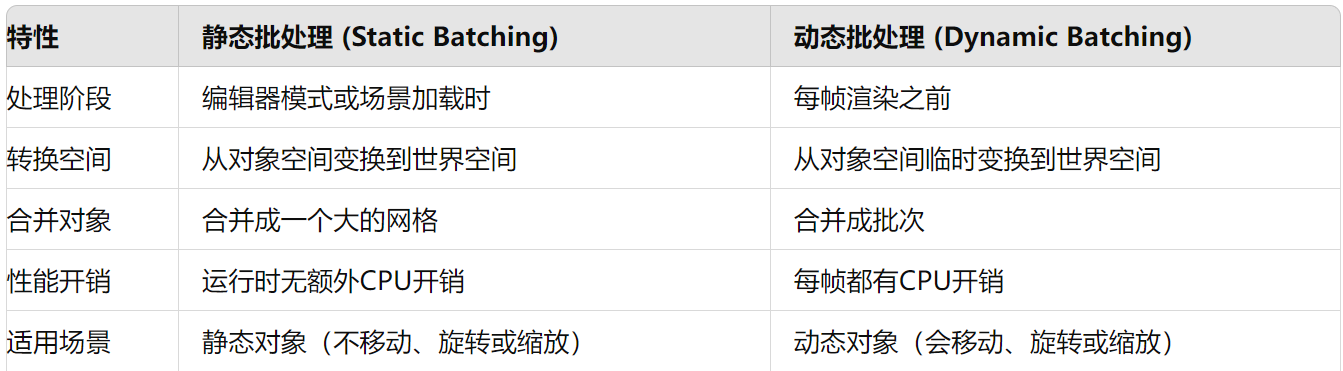 特性 静态批处理 (Static Batching) 动态批处理 (Dynamic Batching)
处理阶段 编辑器模式或场景加载时 每帧渲染之前
转换空间 从对象空间变换到世界空间 从对象空间临时变换到世界空间
合并对象 合并成一个大的网格 合并成批次
性能开销 运行时无额外CPU开销 每帧都有CPU开销
适用场景 静态对象（不移动、旋转或缩放） 动态对象（会移动、旋转或缩放）